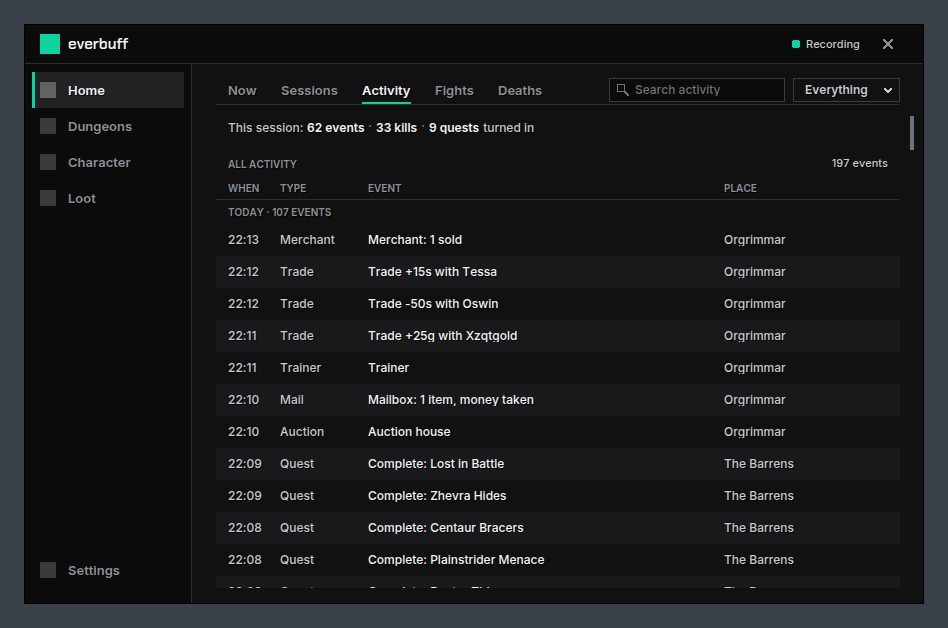 everbuff
Recording
Home
Dungeons
Character
Loot
Settings
Now Sessions Activity Fights Deaths
Search activity
Everything
This session: 62 events · 33 kills · 9 quests turned in
ALL ACTIVITY 197 events
WHEN TYPE EVENT PLACE
TODAY · 107 EVENTS
22:13 Merchant Merchant: 1 sold Orgrimmar
22:12 Trade Trade +15s with Tessa Orgrimmar
22:12 Trade Trade -50s with Oswin Orgrimmar
22:11 Trade Trade +25g with Xzqtgold Orgrimmar
22:11 Trainer Trainer Orgrimmar
22:10 Mail Mailbox: 1 item, money taken Orgrimmar
22:10 Auction Auction house Orgrimmar
22:09 Quest Complete: Lost in Battle The Barrens
22:09 Quest Complete: Zhevra Hides The Barrens
22:08 Quest Complete: Centaur Bracers The Barrens
22:08 Quest Complete: Plainstrider Menace The Barrens